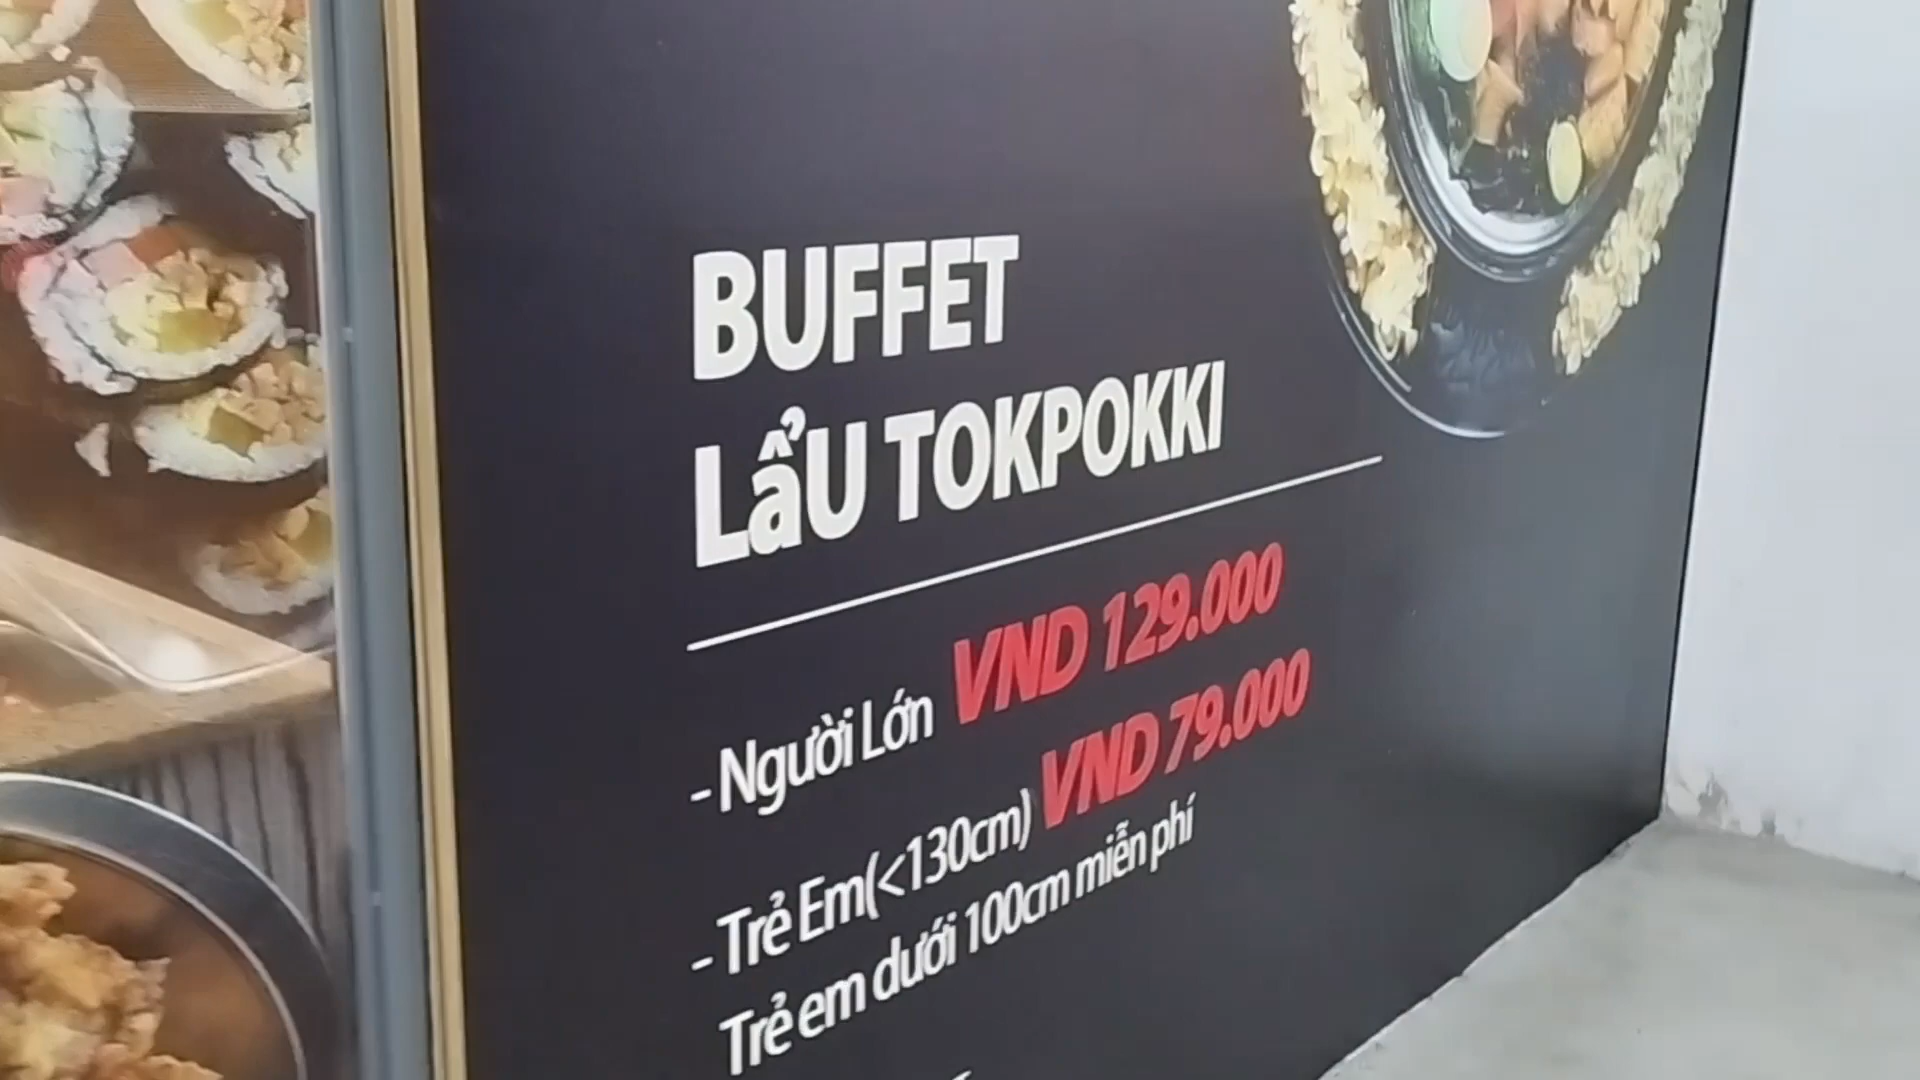 BUFFET
LẩU TOKPOKKI
- Người Lớn VND 129.000
- Trẻ Em(<130cm) VND 79.000
Trẻ em dưới 100cm miễn phí